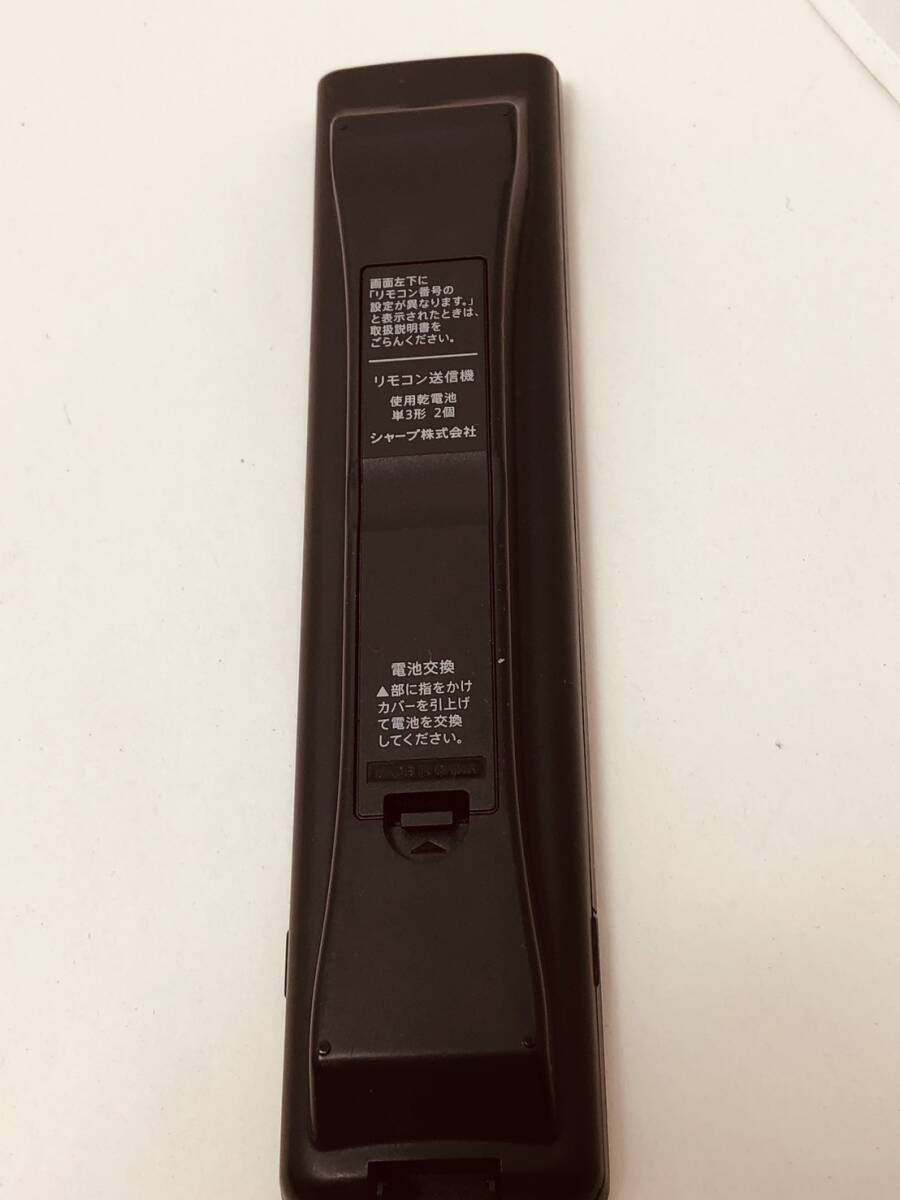 画面左下に
「リモコン番号の
設定が異なります。」
と表示されたときは、
取扱説明書を
ごらんください。
リモコン送信機
使用乾電池
単3形 2個
シャープ株式会社
電池交換
▲部に指をかけ
カバーを引上げ
て電池を交換
してください。